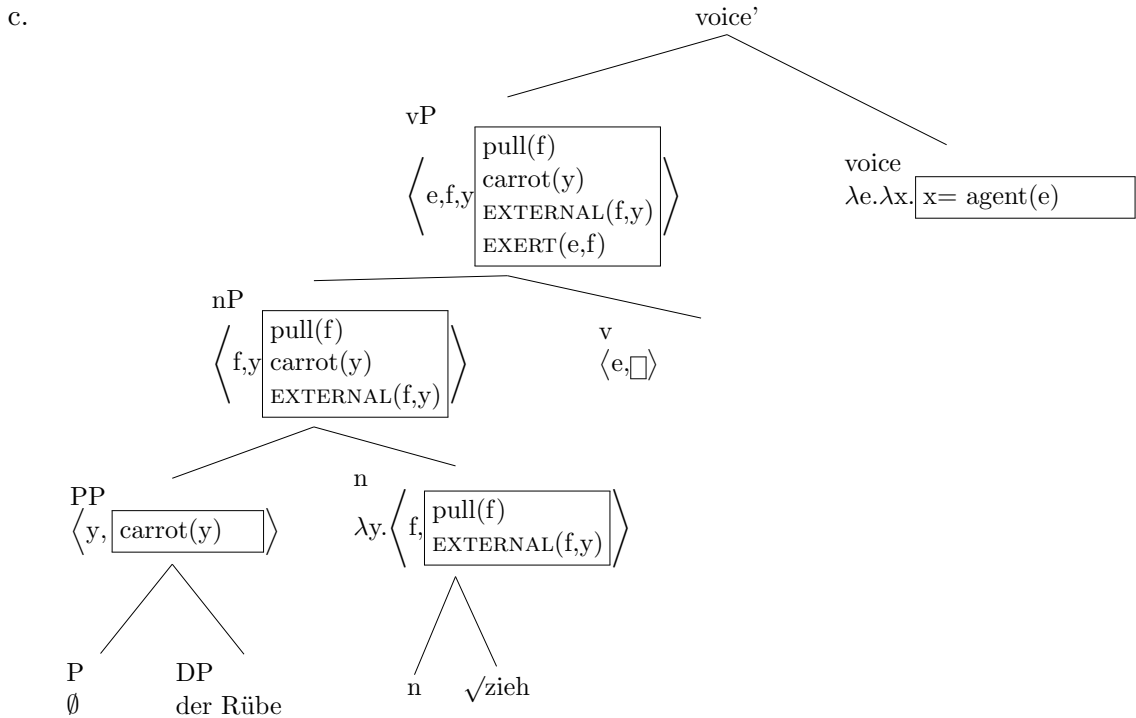 c.
voice’
vP
⟨ e,f,y pull(f)
carrot(y)
EXTERNAL(f,y)
EXERT(e,f) ⟩
voice
λe.λx. x= agent(e)
nP
⟨ f,y pull(f)
carrot(y)
EXTERNAL(f,y) ⟩
v
⟨e,□⟩
PP
⟨y, carrot(y) ⟩
n
λy.⟨ f, pull(f)
EXTERNAL(f,y) ⟩
P
∅
DP
der Rübe
n
√zieh